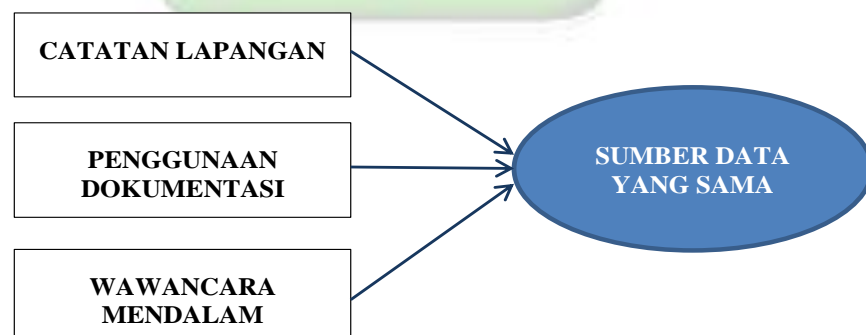 CATATAN LAPANGAN
PENGGUNAAN
DOKUMENTASI
WAWANCARA
MENDALAM
SUMBER DATA
YANG SAMA